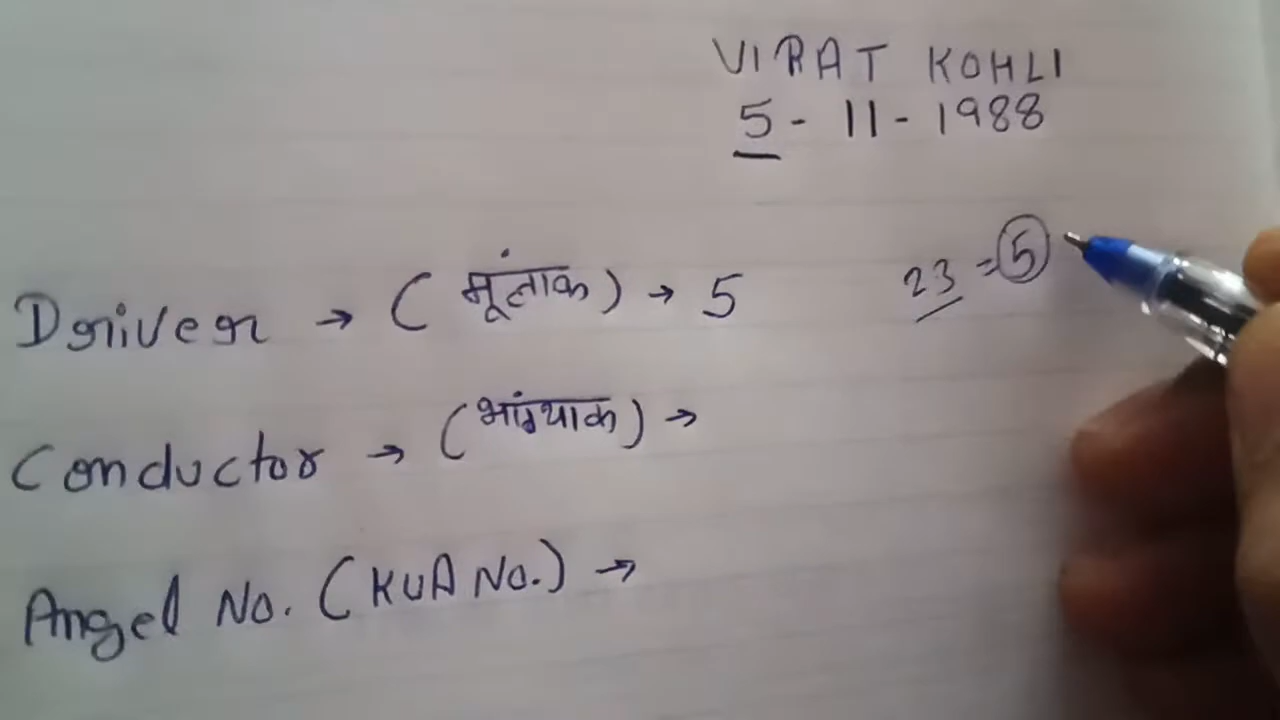 VIRAT KOHLI
5 - 11 - 1988
23 = 5
Driver → (मूंलाक) → 5
Conductor → (भांग्याक) →
Angel No. (KUA No.) →